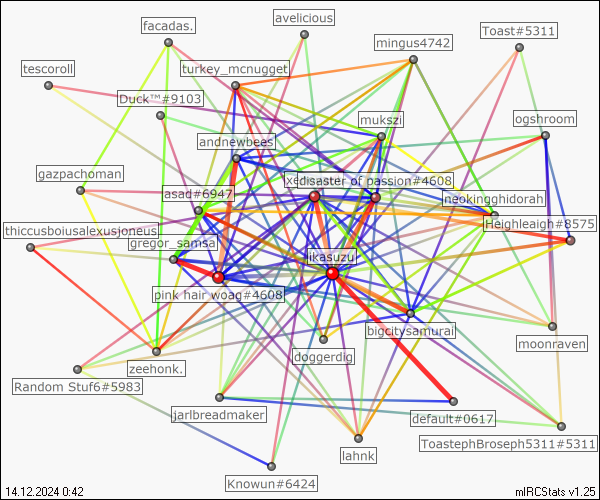 avelicious
facadas.
Toast#5311
mingus4742
tescoroll
turkey_mcnugget
Duck™#9103
ogshroom
mukszi
andnewbees
gazpachoman
disaster of passion#4608
asad#6947
neokingghidorah
Heighleaigh#8575
thiccusboiusalexusjoneus
gregor_samsa
ikasuzu
pink hair woag#4608
bigcitysamurai
moonraven
doggerdig
zeehonk.
Random Stuf6#5983
jarlbreadmaker
default#0617
ToastephBroseph5311#5311
lahnk
Knowun#6424
14.12.2024 0:42
mIRCStats v1.25